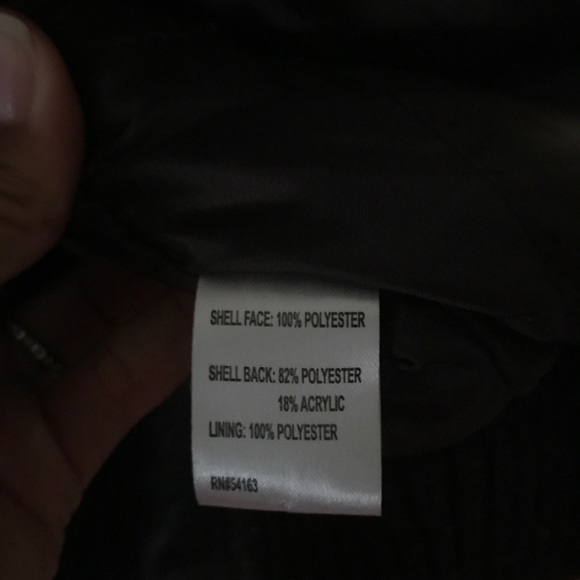 SHELL FACE: 100% POLYESTER
SHELL BACK: 82% POLYESTER
18% ACRYLIC
LINING: 100% POLYESTER
RN#54163